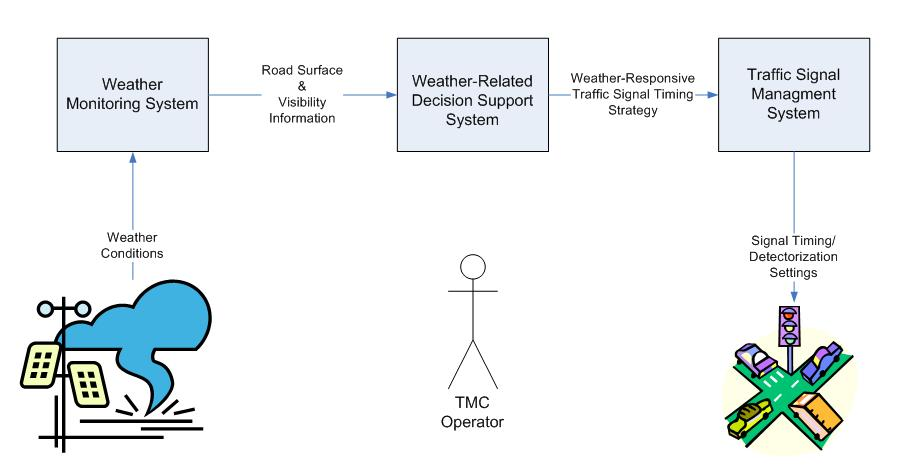 Weather
Monitoring System
Road Surface
&
Visibility
Information
Weather-Related
Decision Support
System
Weather-Responsive
Traffic Signal Timing
Strategy
Traffic Signal
Managment
System
Weather
Conditions
Signal Timing/
Detectorization
Settings
TMC
Operator